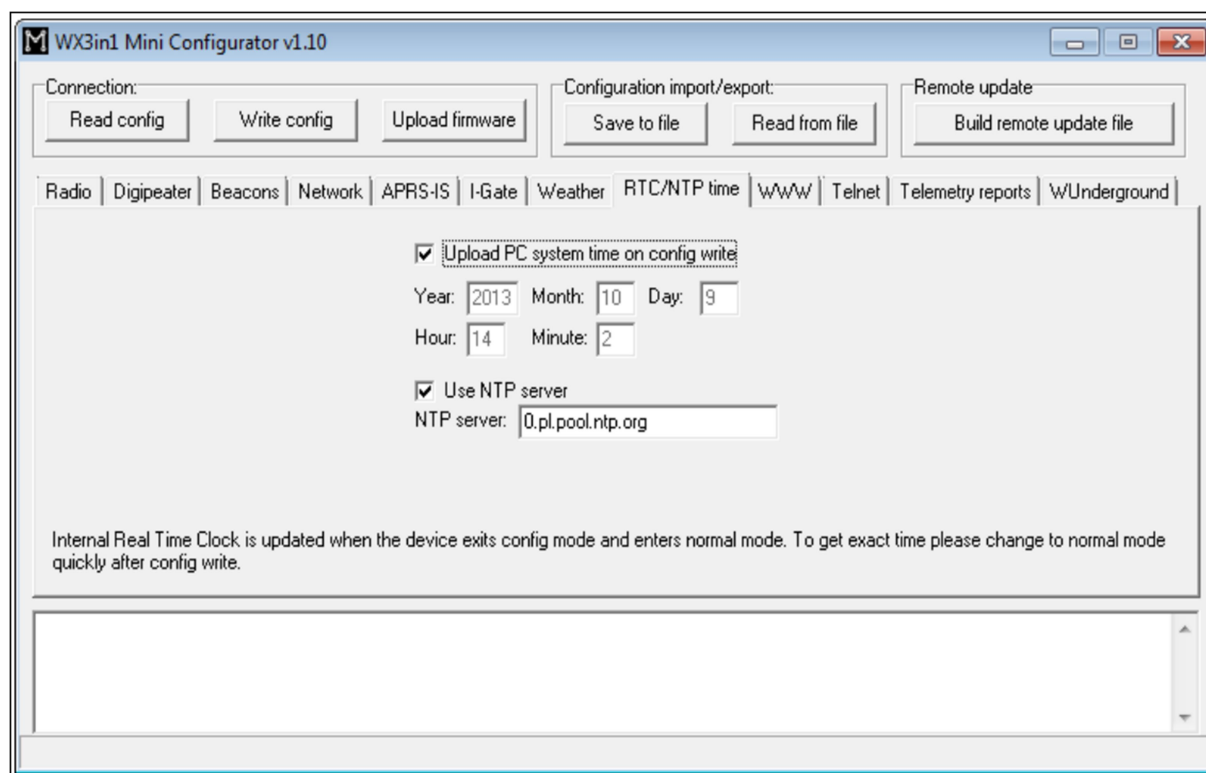 WX3in1 Mini Configurator v1.10
Connection: Configuration import/export: Remote update
Read config Write config Upload firmware Save to file Read from file Build remote update file
Radio Digipeater Beacons Network APRS-IS I-Gate Weather RTC/NTP time WWW Telnet Telemetry reports WUnderground
Upload PC system time on config write
Year: 2013 Month: 10 Day: 9
Hour: 14 Minute: 2
Use NTP server
NTP server: 0.pl.pool.ntp.org
Internal Real Time Clock is updated when the device exits config mode and enters normal mode. To get exact time please change to normal mode
quickly after config write.